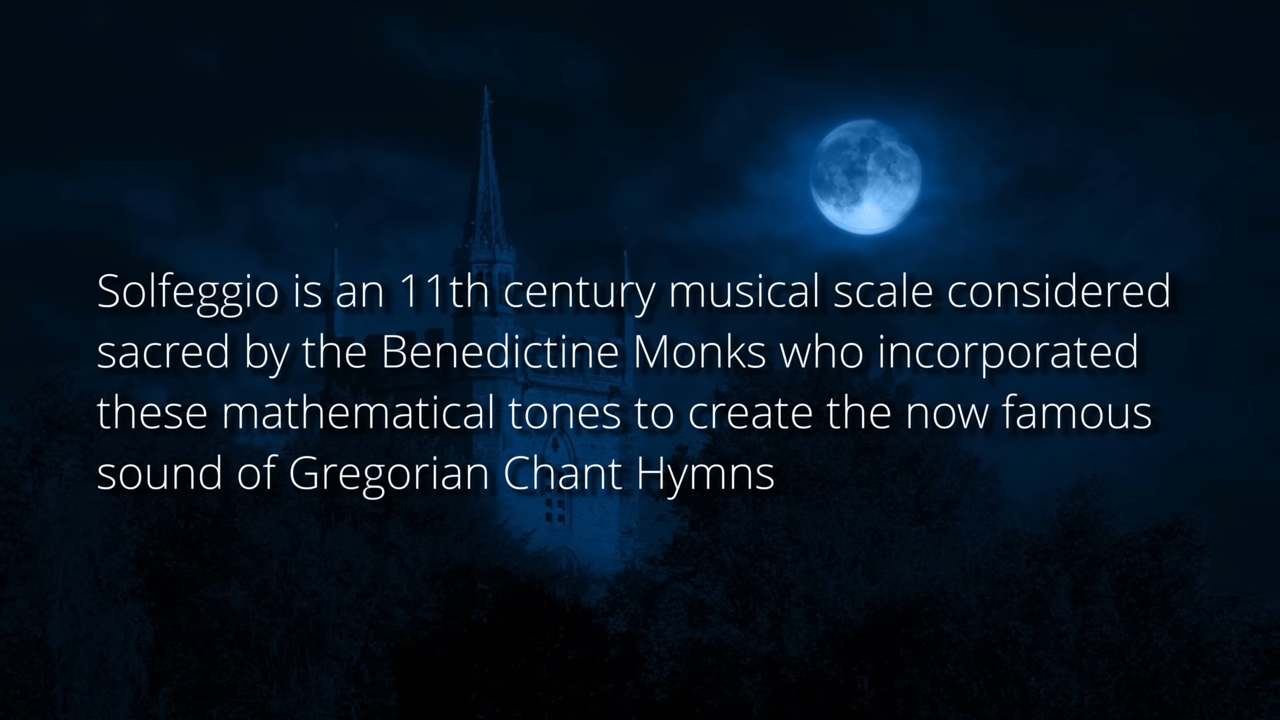 Solfeggio is an 11th century musical scale considered
sacred by the Benedictine Monks who incorporated
these mathematical tones to create the now famous
sound of Gregorian Chant Hymns